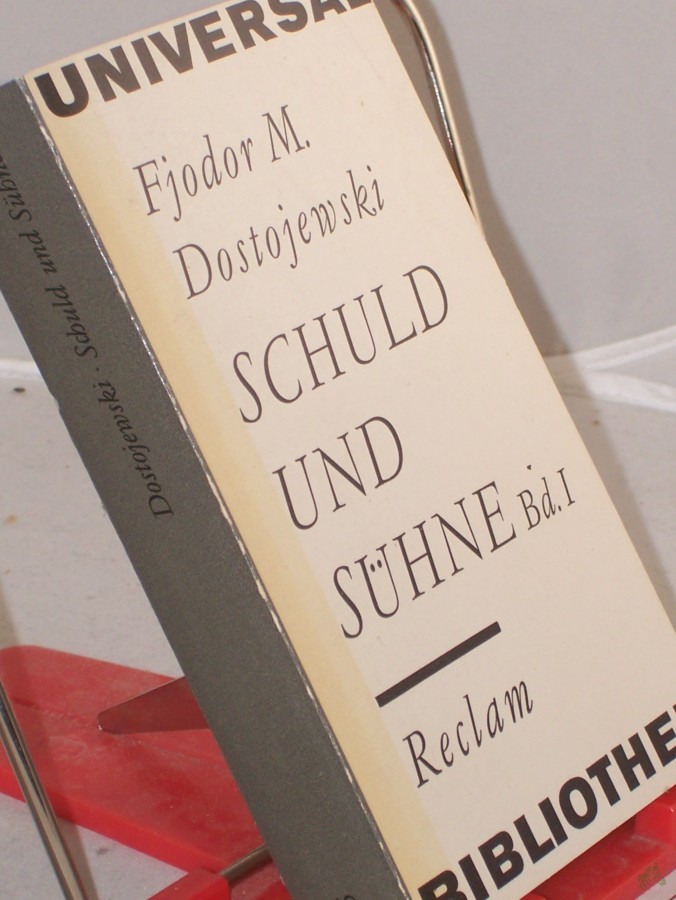 UNIVERSAL
Fjodor M.
Dostojewski
SCHULD
UND
SÜHNE Bd. I
Reclam
BIBLIOTHE
Dostojewski · Schuld und Sühne